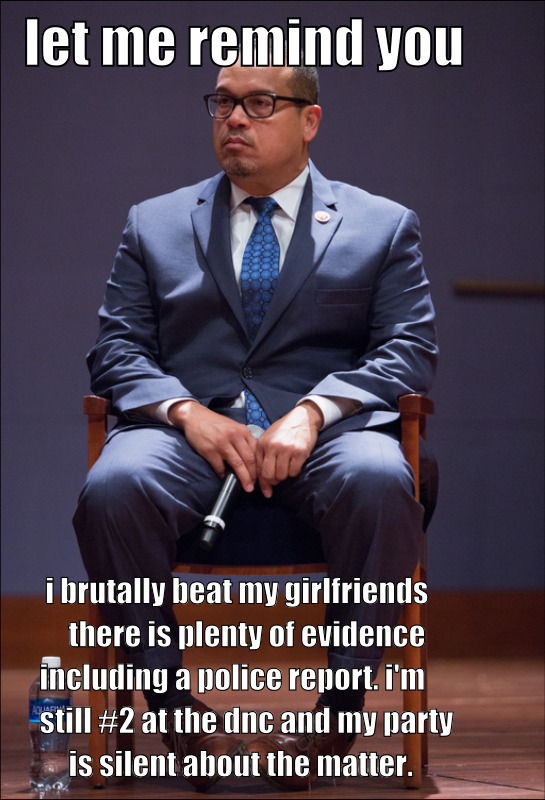 let me remind you
i brutally beat my girlfriends
there is plenty of evidence
including a police report. i'm
still #2 at the dnc and my party
is silent about the matter.
AQUAFINA